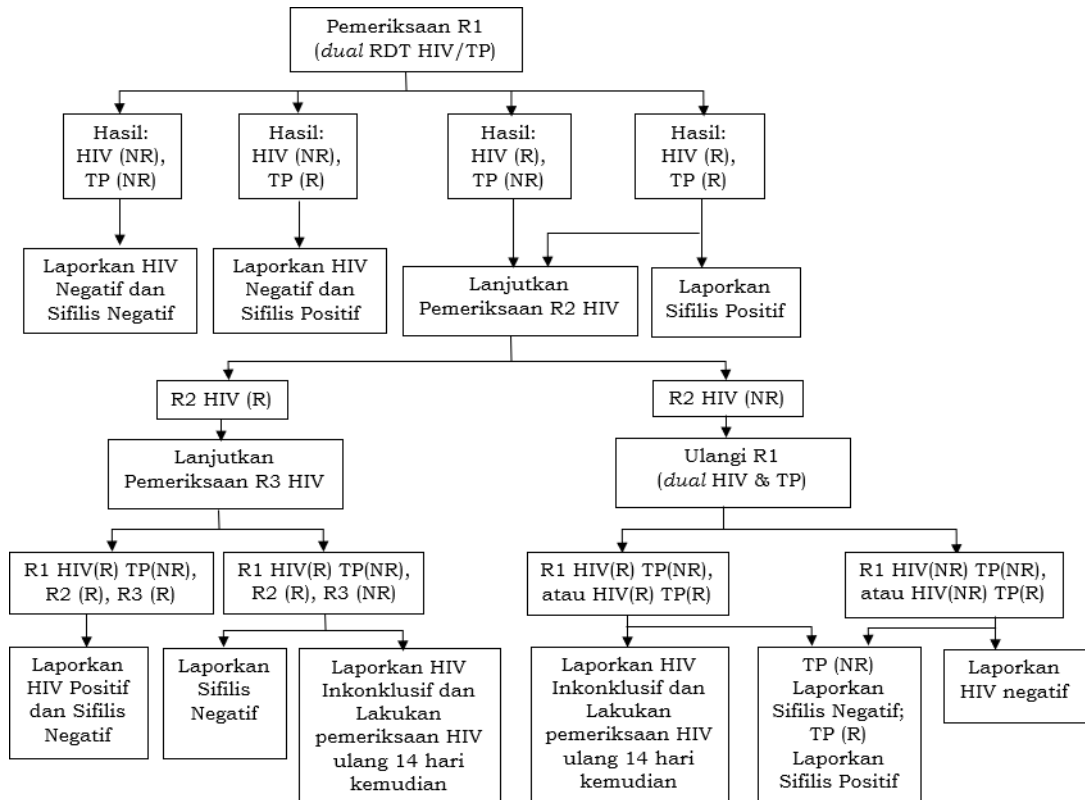 Pemeriksaan R1
(dual RDT HIV/TP)
Hasil:
HIV (NR),
TP (NR)
Hasil:
HIV (NR),
TP (R)
Hasil:
HIV (R),
TP (NR)
Hasil:
HIV (R),
TP (R)
Laporkan HIV
Negatif dan
Sifilis Negatif
Laporkan HIV
Negatif dan
Sifilis Positif
Lanjutkan
Pemeriksaan R2 HIV
Laporkan
Sifilis Positif
R2 HIV (R)
R2 HIV (NR)
Lanjutkan
Pemeriksaan R3 HIV
Ulangi R1
(dual HIV & TP)
R1 HIV(R) TP(NR),
R2 (R), R3 (R)
R1 HIV(R) TP(NR),
R2 (R), R3 (NR)
R1 HIV(R) TP(NR),
atau HIV(R) TP(R)
R1 HIV(NR) TP(NR),
atau HIV(NR) TP(R)
Laporkan
HIV Positif
dan Sifilis
Negatif
Laporkan
Sifilis
Negatif
Laporkan HIV
Inkonklusif dan
Lakukan
pemeriksaan HIV
ulang 14 hari
kemudian
Laporkan HIV
Inkonklusif dan
Lakukan
pemeriksaan HIV
ulang 14 hari
kemudian
TP (NR)
Laporkan
Sifilis Negatif;
TP (R)
Laporkan
Sifilis Positif
Laporkan
HIV negatif